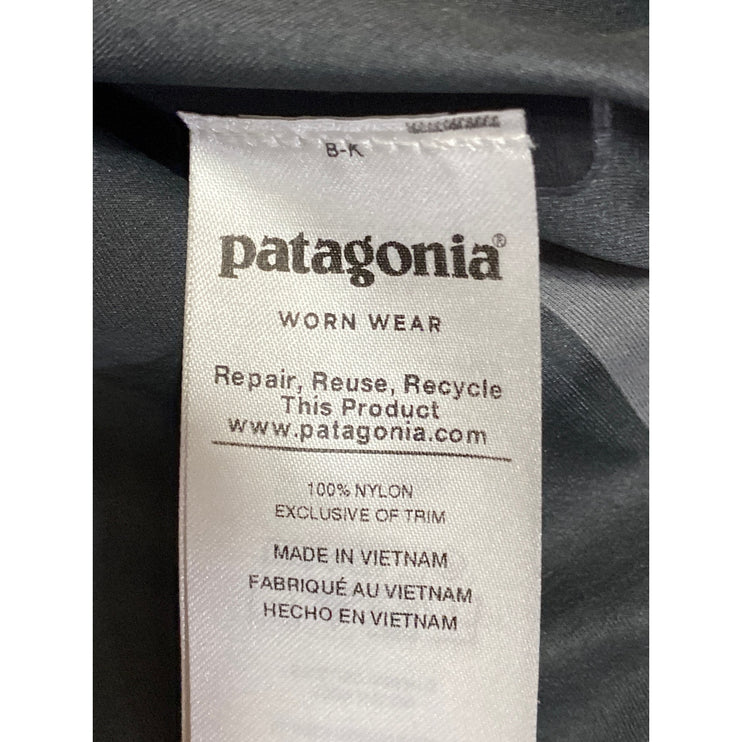 B-K
patagonia®
WORN WEAR
Repair, Reuse, Recycle
This Product
www.patagonia.com
100% NYLON
EXCLUSIVE OF TRIM
MADE IN VIETNAM
FABRIQUÉ AU VIETNAM
HECHO EN VIETNAM